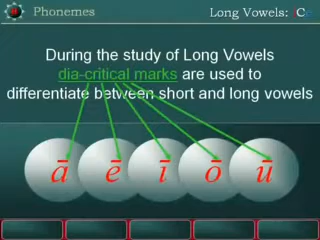 Phonemes
Long Vowels: iCe
During the study of Long Vowels
dia-critical marks are used to
differentiate between short and long vowels
ā ē ī ō ū